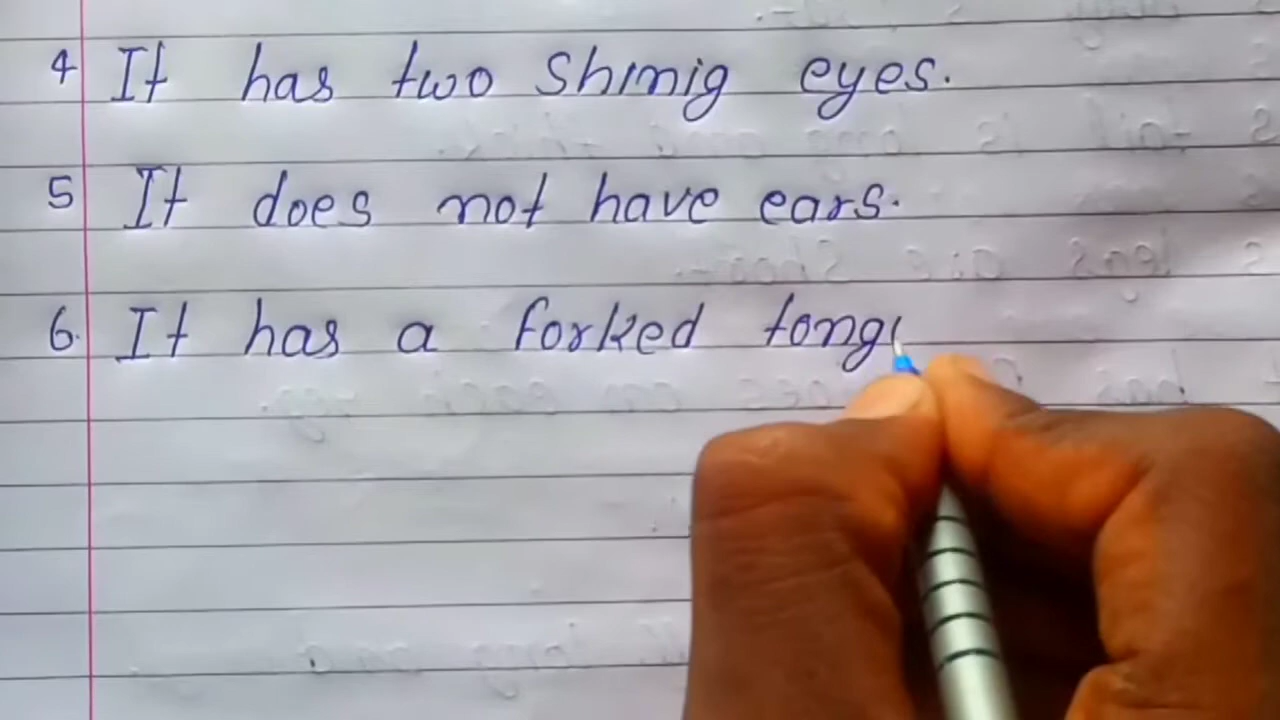 4 It has two Shinig eyes.
5 It does not have ears.
6. It has a forked tong